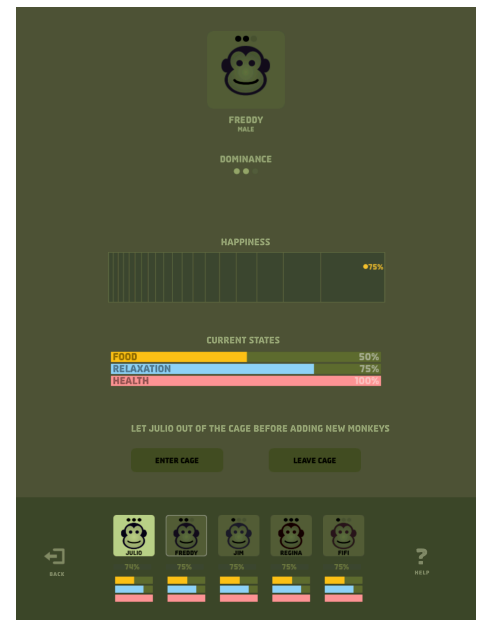 FREDDY
MALE
DOMINANCE
HAPPINESS
75%
CURRENT STATES
FOOD 50%
RELAXATION 75%
HEALTH 100%
LET JULIO OUT OF THE CAGE BEFORE ADDING NEW MONKEYS
ENTER CAGE LEAVE CAGE
JULIO FREDDY JIM REGINA FIFI
74% 75% 75% 75% 75%
BACK HELP